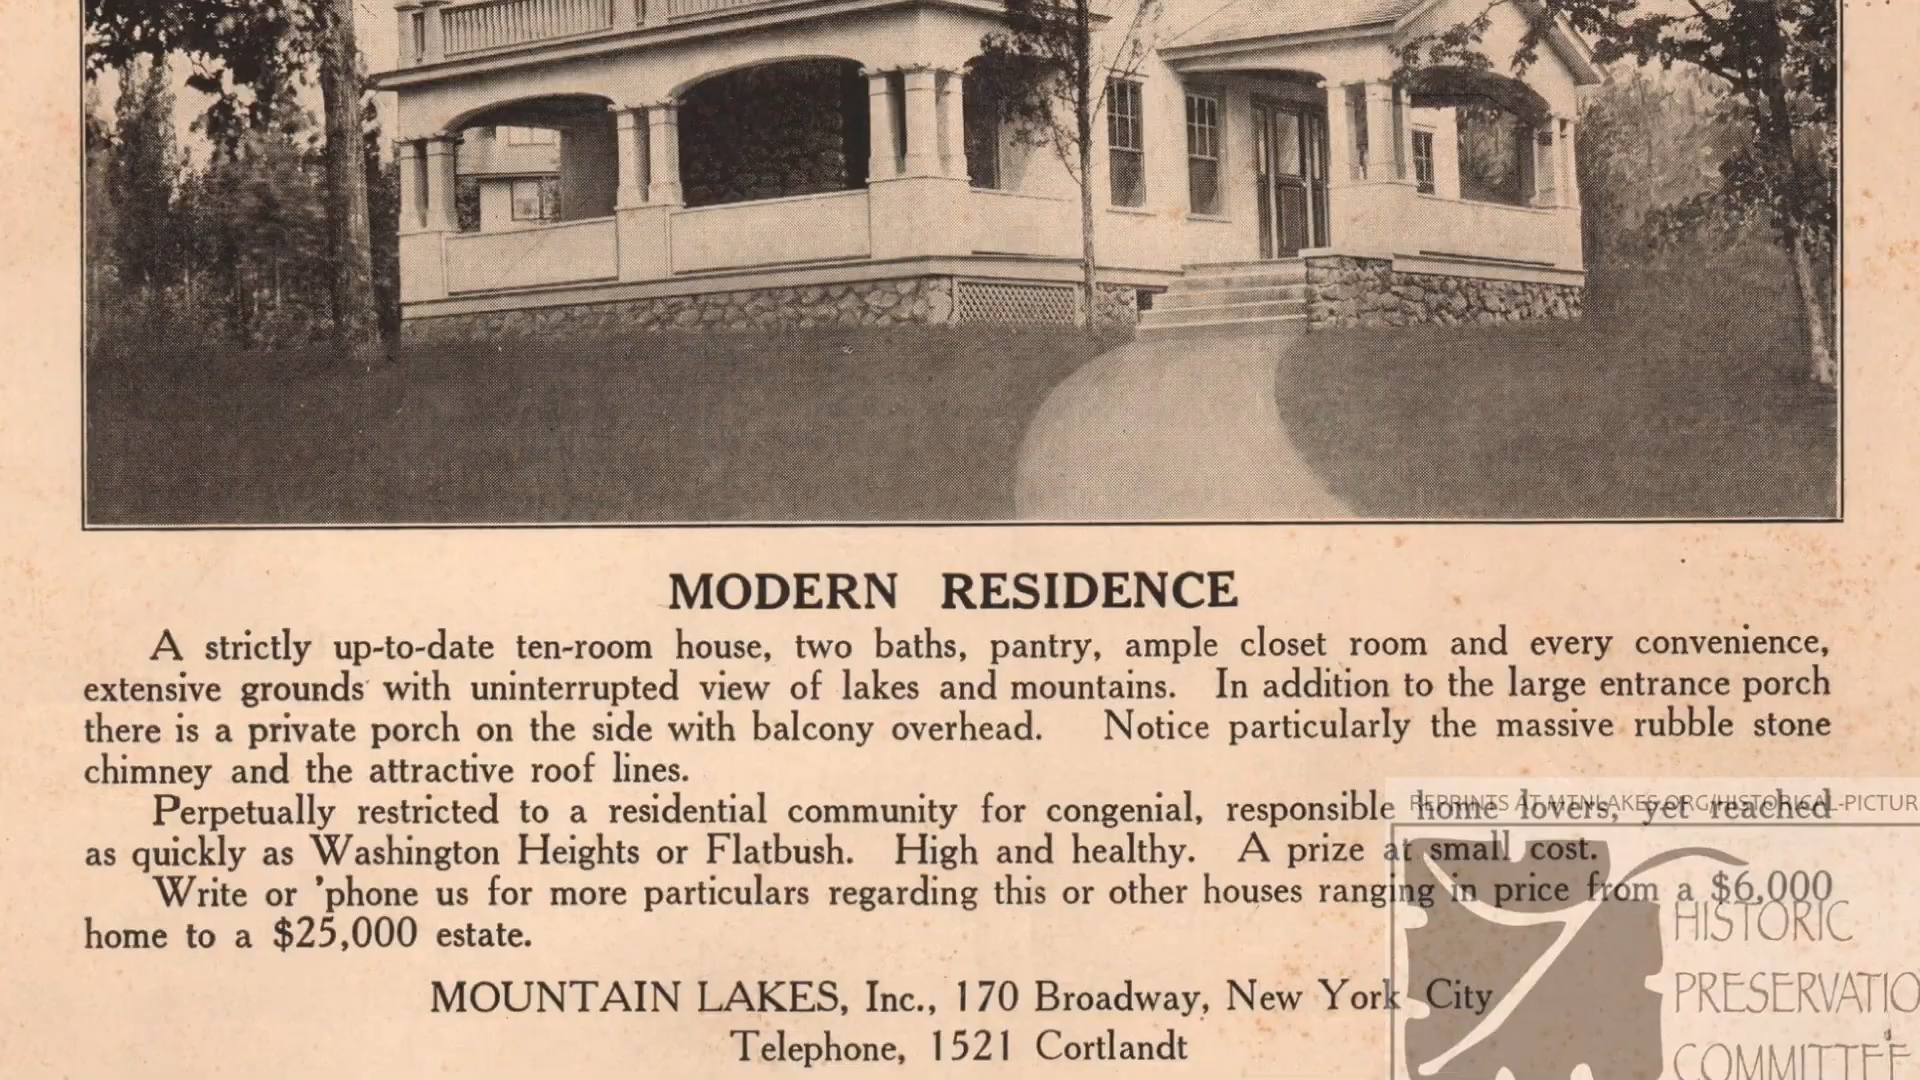 MODERN RESIDENCE
A strictly up-to-date ten-room house, two baths, pantry, ample closet room and every convenience,
extensive grounds with uninterrupted view of lakes and mountains. In addition to the large entrance porch
there is a private porch on the side with balcony overhead. Notice particularly the massive rubble stone
chimney and the attractive roof lines.
Perpetually restricted to a residential community for congenial, responsible home lovers, yet reached
as quickly as Washington Heights or Flatbush. High and healthy. A prize at small cost.
Write or 'phone us for more particulars regarding this or other houses ranging in price from a $6,000
home to a $25,000 estate.
MOUNTAIN LAKES, Inc., 170 Broadway, New York City
Telephone, 1521 Cortlandt
REPRINTS AT MTNLAKES.ORG/HISTORICAL-PICTUR
HISTORIC
PRESERVATIO
COMMITTEE